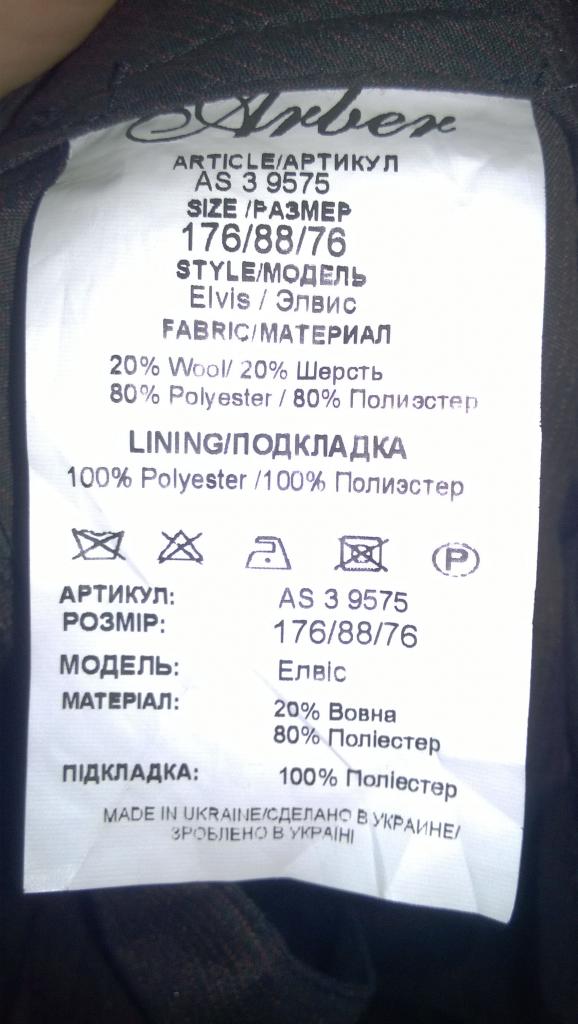 Arber
ARTICLE/АРТИКУЛ
AS 3 9575
SIZE /РАЗМЕР
176/88/76
STYLE/МОДЕЛЬ
Elvis / Элвис
FABRIC/МАТЕРИАЛ
20% Wool/ 20% Шерсть
80% Polyester / 80% Полиэстер
LINING/ПОДКЛАДКА
100% Polyester /100% Полиэстер
P
АРТИКУЛ: AS 3 9575
РОЗМІР: 176/88/76
МОДЕЛЬ: Елвіс
МАТЕРІАЛ: 20% Вовна
80% Поліестер
ПІДКЛАДКА: 100% Поліестер
MADE IN UKRAINE/СДЕЛАНО В УКРАИНЕ/
ЗРОБЛЕНО В УКРАЇНІ